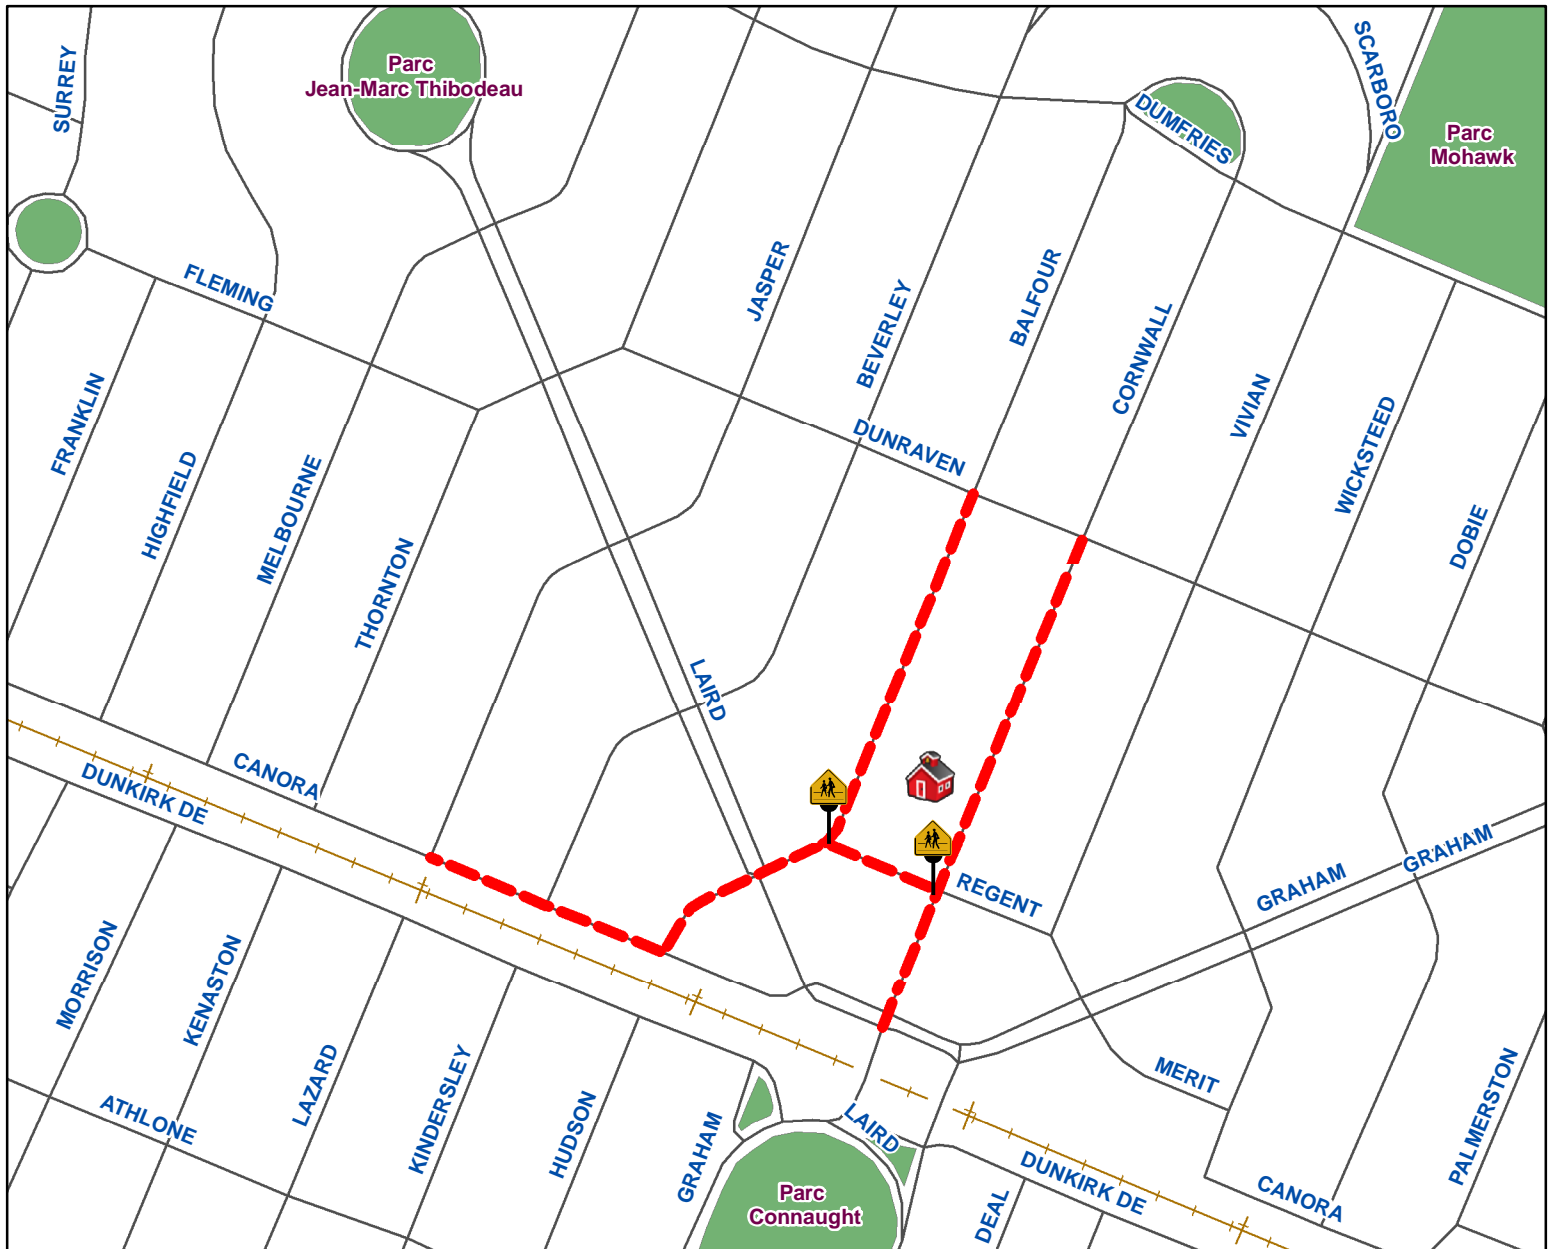 SURREY
Parc
Jean-Marc Thibodeau
SCARBORO
DUMFRIES
Parc
Mohawk
FLEMING
JASPER
BEVERLEY
BALFOUR
CORNWALL
VIVIAN
WICKSTEED
DOBIE
DUNRAVEN
FRANKLIN
HIGHFIELD
MELBOURNE
THORNTON
LAIRD
CANORA
DUNKIRK DE
REGENT
GRAHAM
GRAHAM
MORRISON
KENASTON
LAZARD
KINDERSLEY
HUDSON
GRAHAM
ATHLONE
LAIRD
MERIT
PALMERSTON
DUNKIRK DE
CANORA
DEAL
Parc
Connaught